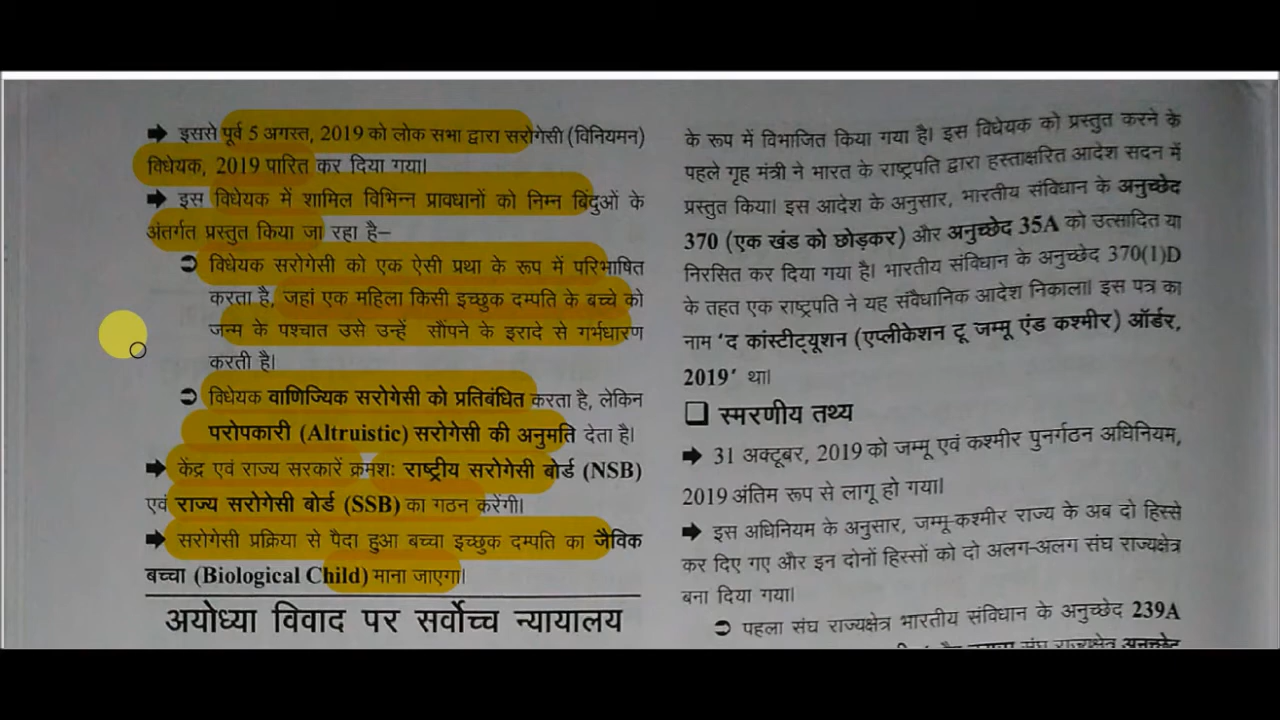 ➡ इससे पूर्व 5 अगस्त, 2019 को लोक सभा द्वारा सरोगेसी (विनियमन)
विधेयक, 2019 पारित कर दिया गया।
➡ इस विधेयक में शामिल विभिन्न प्रावधानों को निम्न बिंदुओं के
अंतर्गत प्रस्तुत किया जा रहा है–
➲ विधेयक सरोगेसी को एक ऐसी प्रथा के रूप में परिभाषित
करता है, जहां एक महिला किसी इच्छुक दम्पति के बच्चे को
जन्म के पश्चात उसे उन्हें सौंपने के इरादे से गर्भधारण
करती है।
➲ विधेयक वाणिज्यिक सरोगेसी को प्रतिबंधित करता है, लेकिन
परोपकारी (Altruistic) सरोगेसी की अनुमति देता है।
➡ केंद्र एवं राज्य सरकारें क्रमशः राष्ट्रीय सरोगेसी बोर्ड (NSB)
एवं राज्य सरोगेसी बोर्ड (SSB) का गठन करेंगी।
➡ सरोगेसी प्रक्रिया से पैदा हुआ बच्चा इच्छुक दम्पति का जैविक
बच्चा (Biological Child) माना जाएगा।
अयोध्या विवाद पर सर्वोच्च न्यायालय
के रूप में विभाजित किया गया है। इस विधेयक को प्रस्तुत करने के
पहले गृह मंत्री ने भारत के राष्ट्रपति द्वारा हस्ताक्षरित आदेश सदन में
प्रस्तुत किया। इस आदेश के अनुसार, भारतीय संविधान के अनुच्छेद
370 (एक खंड को छोड़कर) और अनुच्छेद 35A को उत्सादित या
निरसित कर दिया गया है। भारतीय संविधान के अनुच्छेद 370(1)D
के तहत एक राष्ट्रपति ने यह संवैधानिक आदेश निकाला। इस पत्र का
नाम ‘द कांस्टीट्यूशन (एप्लीकेशन टू जम्मू एंड कश्मीर) ऑर्डर,
2019’ था।
❑ स्मरणीय तथ्य
➡ 31 अक्टूबर, 2019 को जम्मू एवं कश्मीर पुनर्गठन अधिनियम,
2019 अंतिम रूप से लागू हो गया।
➡ इस अधिनियम के अनुसार, जम्मू-कश्मीर राज्य के अब दो हिस्से
कर दिए गए और इन दोनों हिस्सों को दो अलग-अलग संघ राज्यक्षेत्र
बना दिया गया।
➲ पहला संघ राज्यक्षेत्र भारतीय संविधान के अनुच्छेद 239A
संघ राज्यक्षेत्र अनुच्छेद